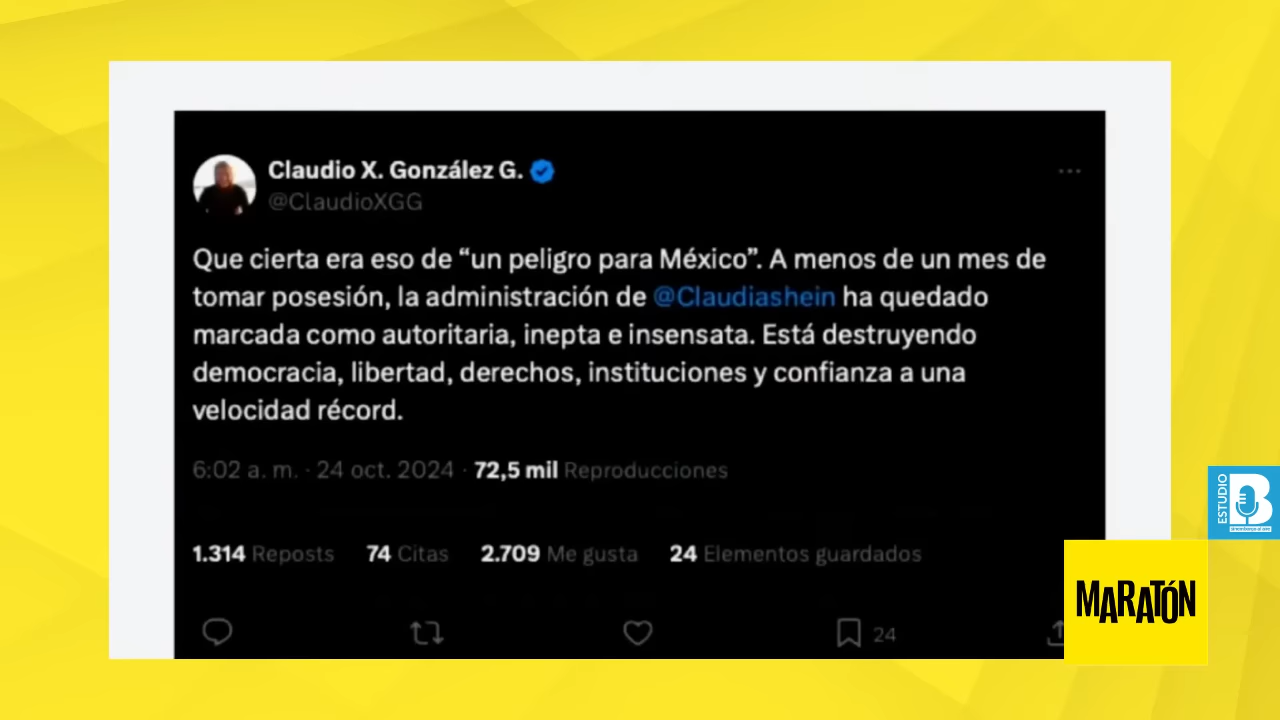 Claudio X. González G.
@ClaudioXGG
Que cierta era eso de “un peligro para México”. A menos de un mes de
tomar posesión, la administración de @Claudiashein ha quedado
marcada como autoritaria, inepta e insensata. Está destruyendo
democracia, libertad, derechos, instituciones y confianza a una
velocidad récord.
6:02 a. m. · 24 oct. 2024 · 72,5 mil Reproducciones
1.314 Reposts 74 Citas 2.709 Me gusta 24 Elementos guardados
24
ESTUDIO B
MARATÓN